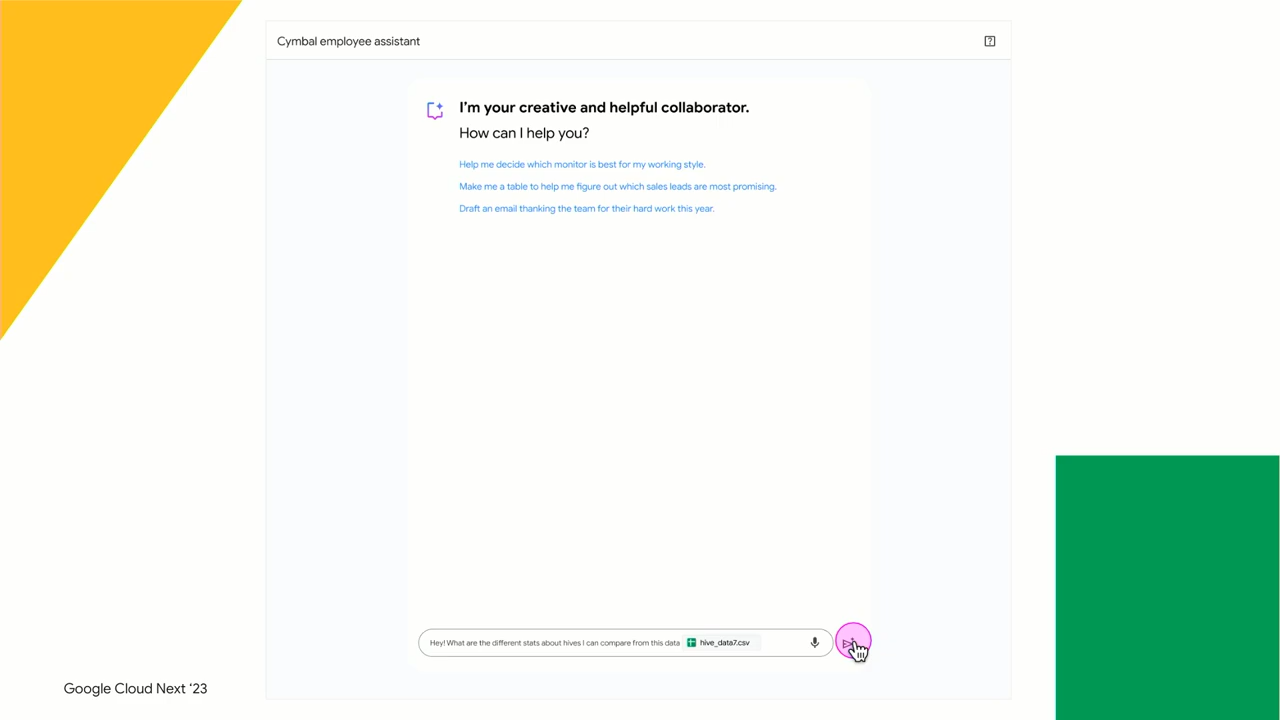 Cymbal employee assistant
I'm your creative and helpful collaborator.
How can I help you?
Help me decide which monitor is best for my working style.
Make me a table to help me figure out which sales leads are most promising.
Draft an email thanking the team for their hard work this year.
Hey! What are the different stats about hives I can compare from this data hive_data7.csv
Google Cloud Next ‘23